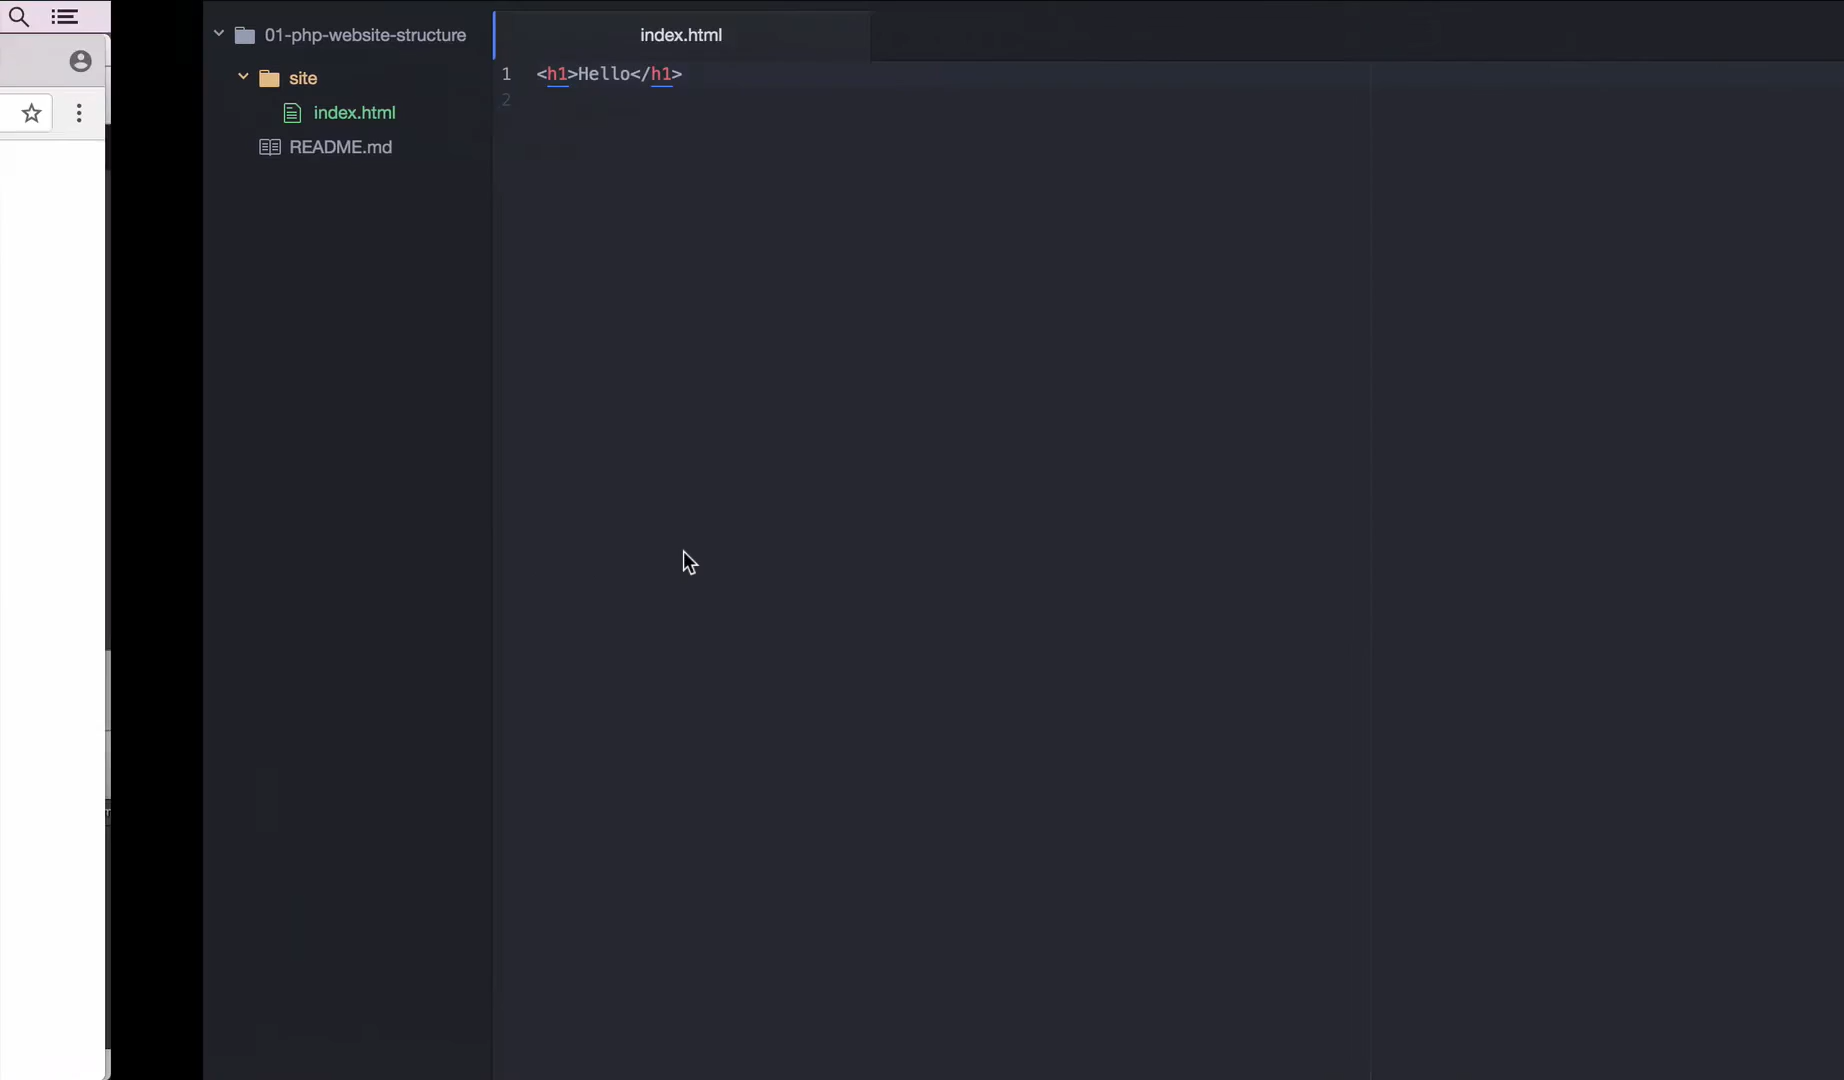 01-php-website-structure
site
index.html
README.md
index.html
1 <h1>Hello</h1>
2